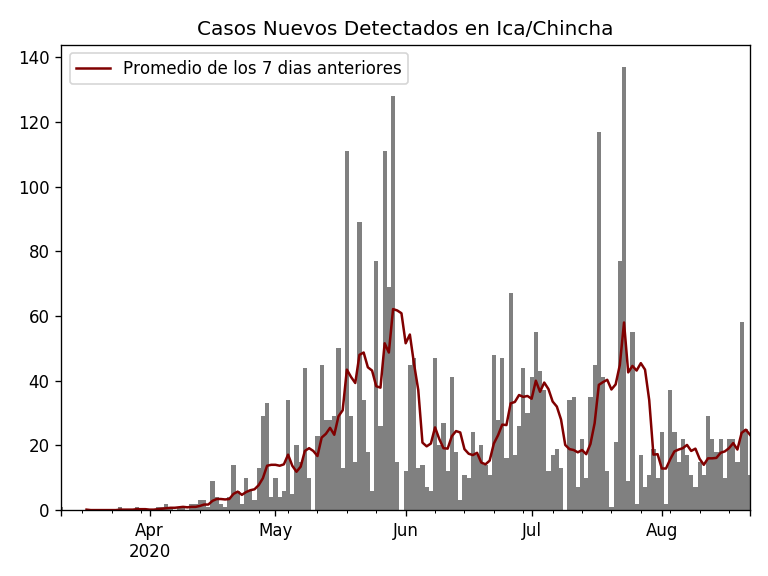 Casos Nuevos Detectados en Ica/Chincha
Promedio de los 7 dias anteriores
140
120
100
80
60
40
20
0
Apr
2020
May
Jun
Jul
Aug